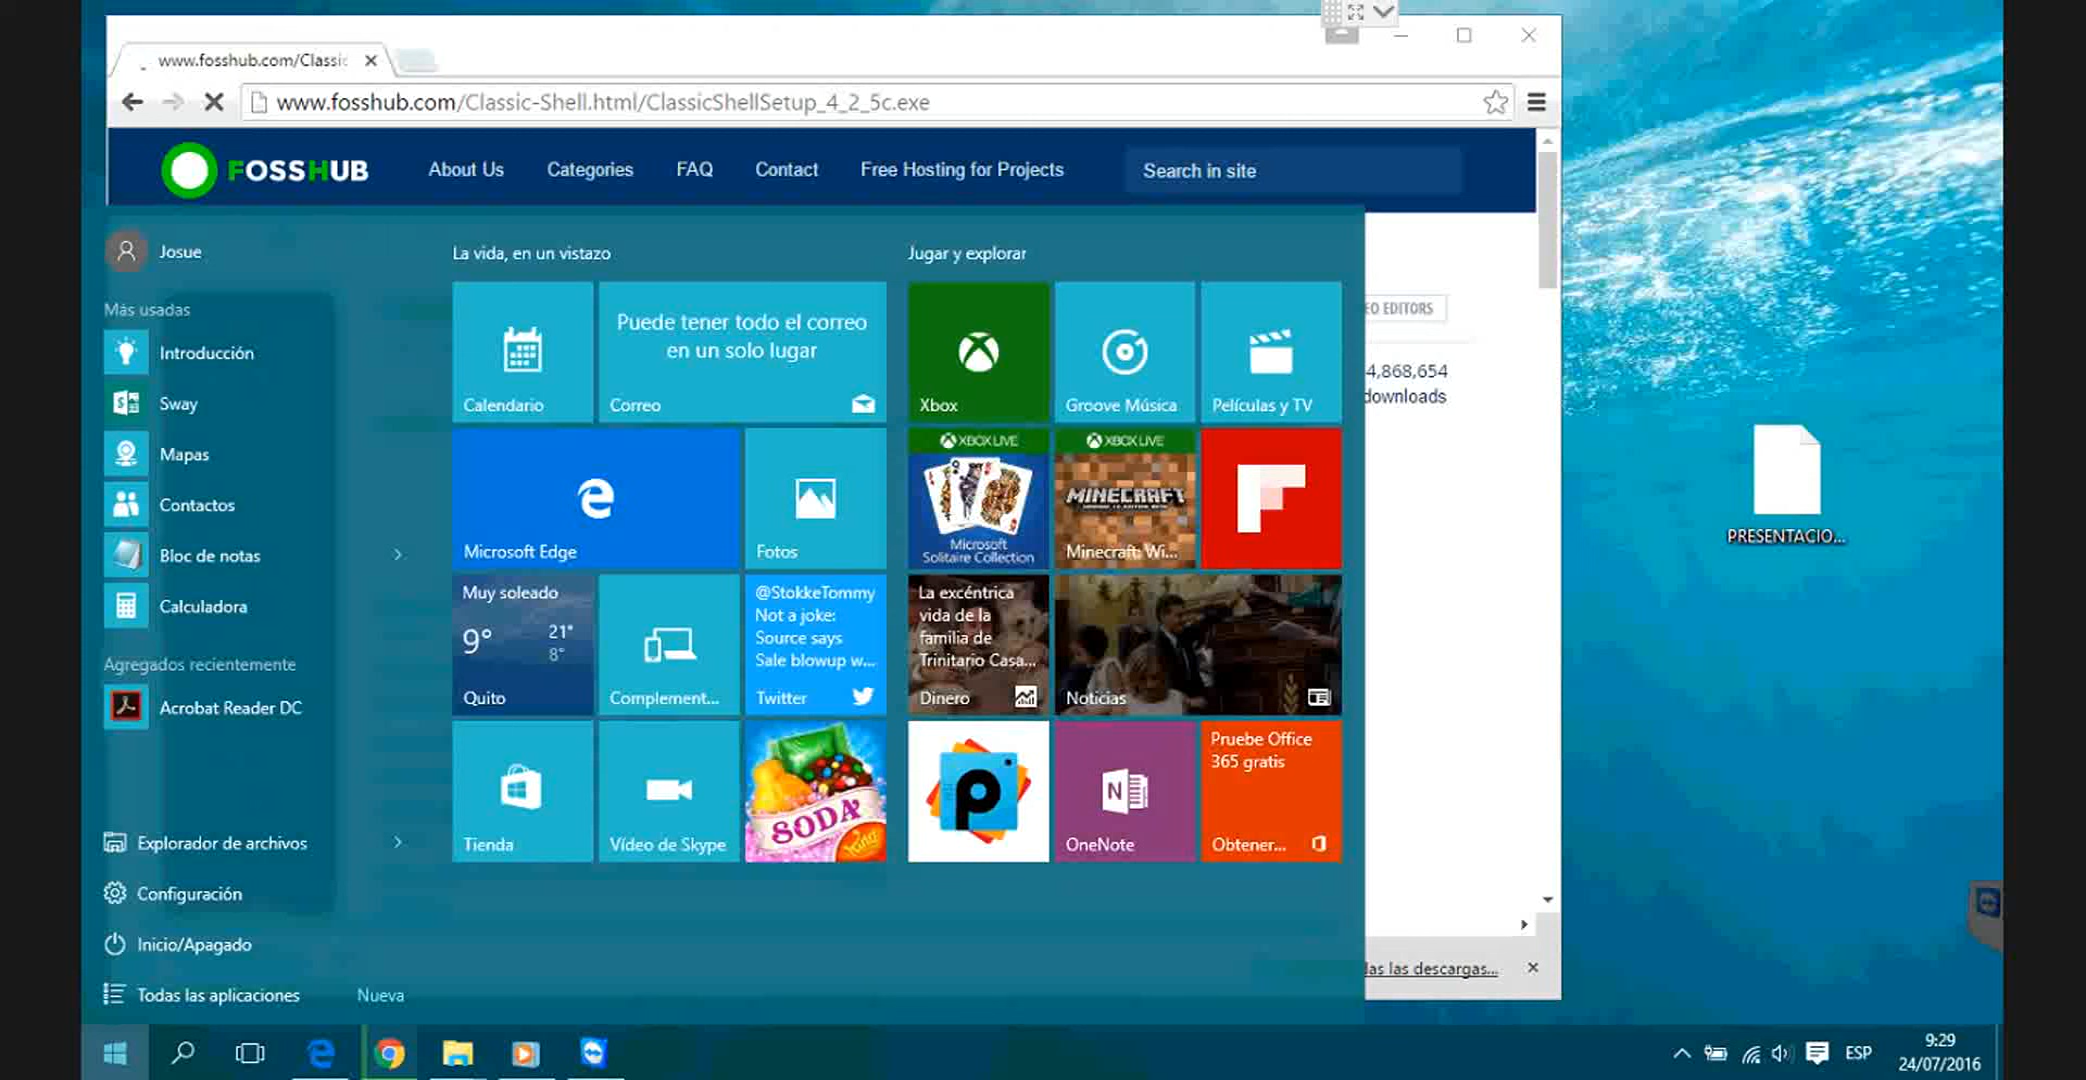 www.fosshub.com/Classic
www.fosshub.com/Classic-Shell.html/ClassicShellSetup_4_2_5c.exe
FOSSHUB
About Us
Categories
FAQ
Contact
Free Hosting for Projects
Search in site
EO EDITORS
4,868,654
downloads
Josue
Más usadas
Introducción
Sway
Mapas
Contactos
Bloc de notas
Calculadora
Agregados recientemente
Acrobat Reader DC
Explorador de archivos
Configuración
Inicio/Apagado
Todas las aplicaciones
Nueva
La vida, en un vistazo
Calendario
Puede tener todo el correo
en un solo lugar
Correo
Microsoft Edge
Fotos
Muy soleado
9°
21°
8°
Quito
Complement...
@StokkeTommy
Not a joke:
Source says
Sale blowup w...
Twitter
Tienda
Vídeo de Skype
SODA
Jugar y explorar
Xbox
Groove Música
Películas y TV
XBOX LIVE
Microsoft
Solitaire Collection
XBOX LIVE
MINECRAFT
Minecraft: Wi...
La excéntrica
vida de la
familia de
Trinitario Casa...
Dinero
Noticias
OneNote
Pruebe Office
365 gratis
Obtener...
las las descargas...
PRESENTACIO...
ESP
9:29
24/07/2016